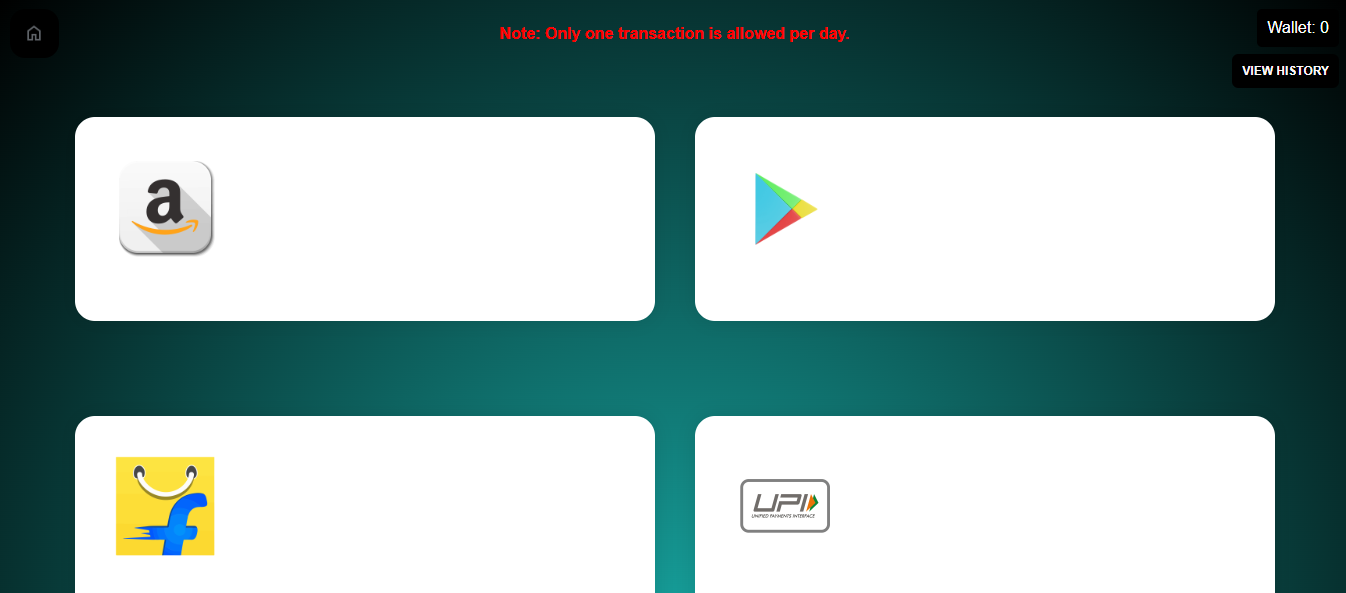 Note: Only one transaction is allowed per day.
Wallet: 0
VIEW HISTORY
a
f
UPI
UNIFIED PAYMENTS INTERFACE